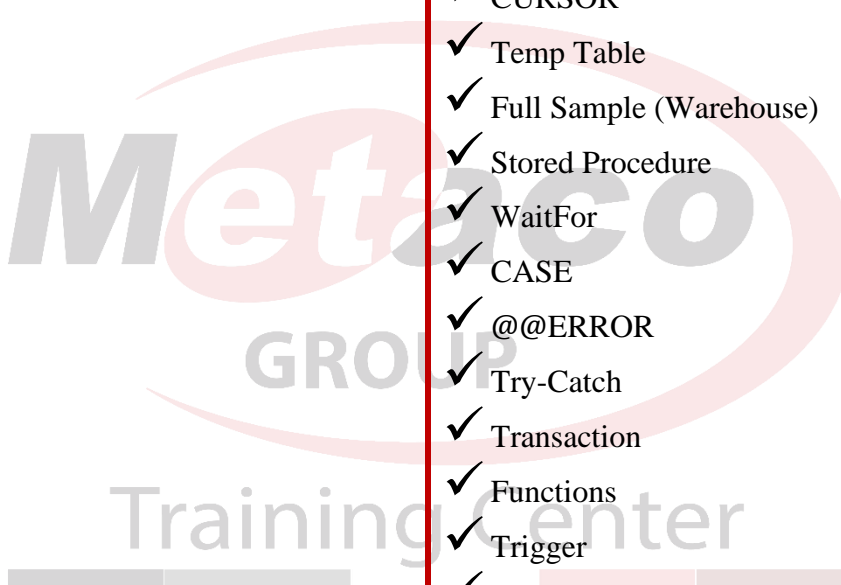 CURSOR
✓ Temp Table
✓ Full Sample (Warehouse)
✓ Stored Procedure
✓ WaitFor
✓ CASE
✓ @@ERROR
✓ Try-Catch
✓ Transaction
✓ Functions
✓ Trigger
Metaco
GROUP
Training Center